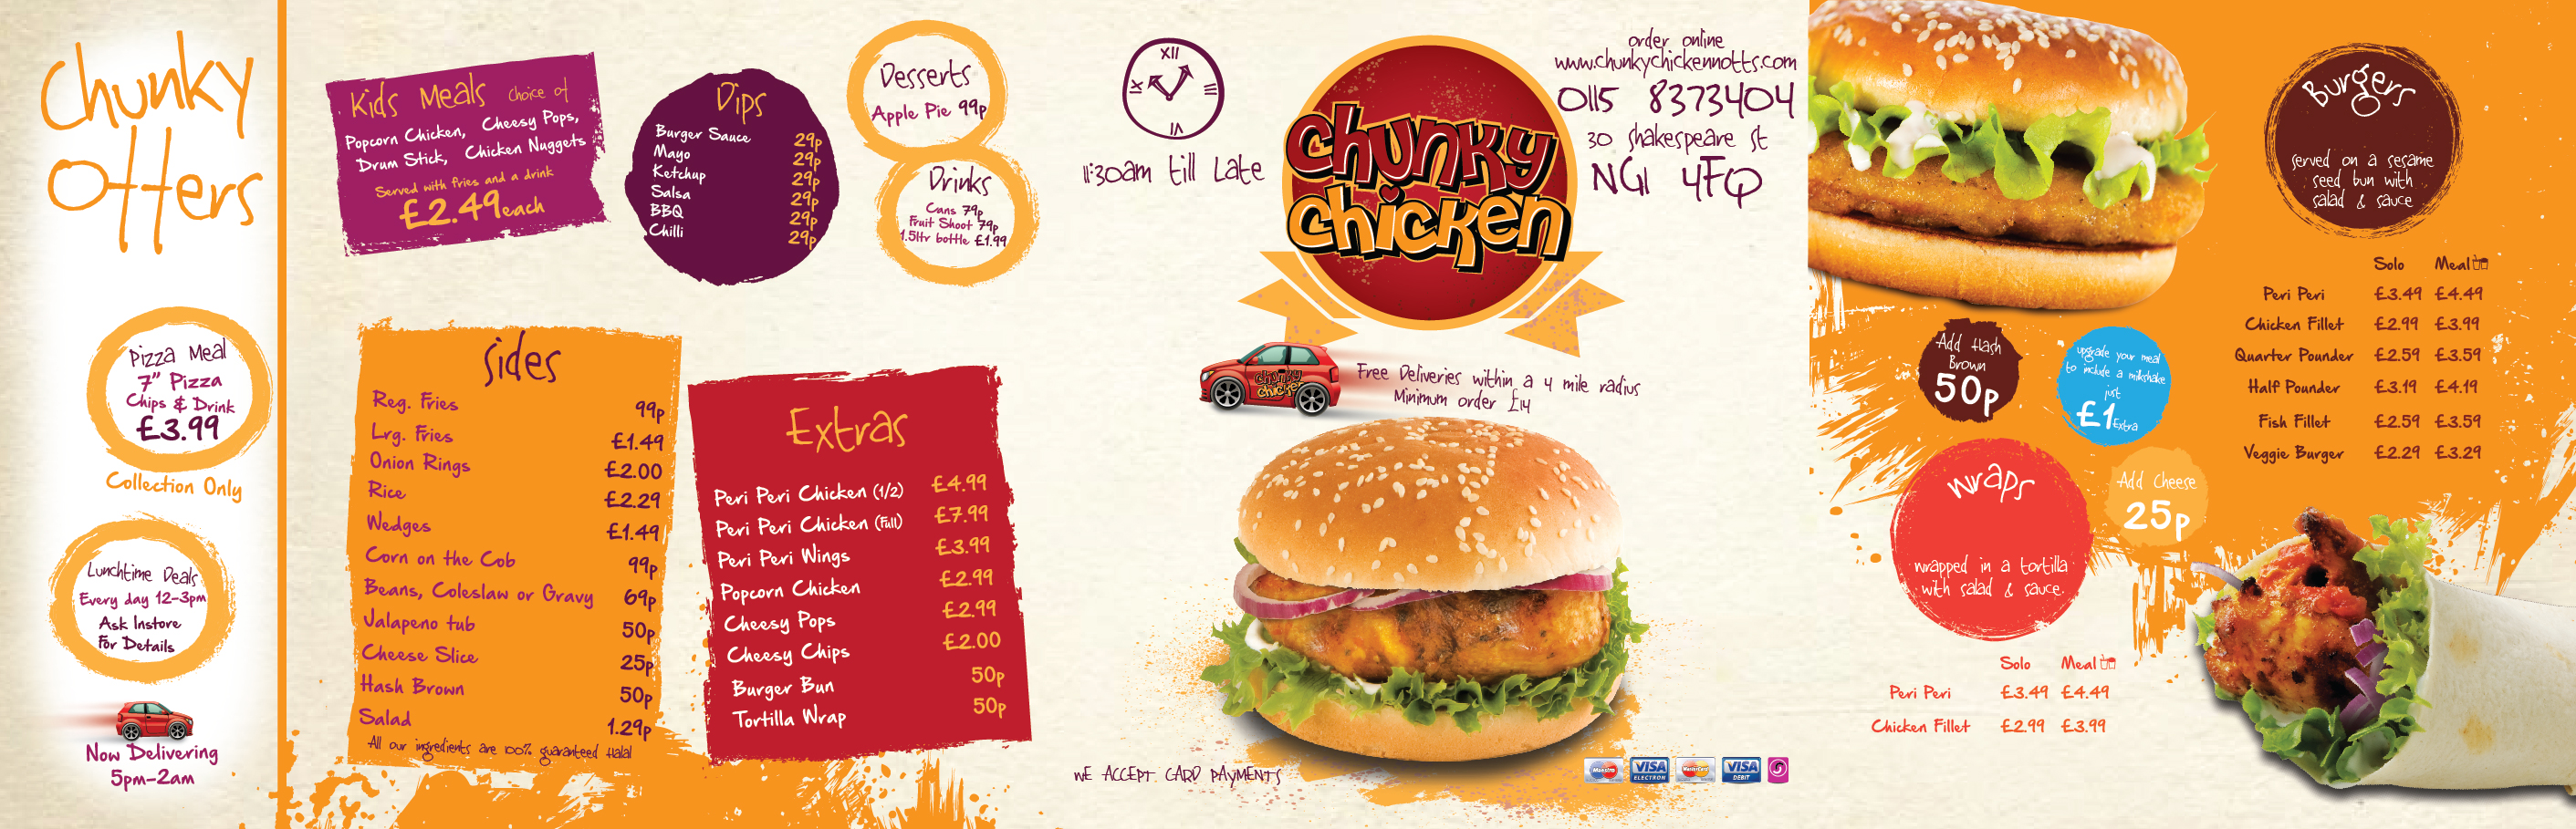 Chunky
Offers
Pizza Meal
7" Pizza
Chips & Drink
£3.99
Collection Only
Lunchtime Deals
Every day 12-3pm
Ask Instore
For Details
Now Delivering
5pm-2am
Kids Meals choice of
Popcorn Chicken, Cheesy Pops,
Drum Stick, Chicken Nuggets
Served with fries and a drink
£2.49each
Dips
Burger Sauce 29p
Mayo 29p
Ketchup 29p
Salsa 29p
BBQ 29p
Chilli 29p
Desserts
Apple Pie 99p
Drinks
Cans 79p
Fruit Shoot 79p
1.5ltr bottle £1.99
Sides
Reg. Fries 99p
Lrg. Fries £1.49
Onion Rings £2.00
Rice £2.29
Wedges £1.49
Corn on the Cob 99p
Beans, Coleslaw or Gravy 69p
Jalapeno tub 50p
Cheese Slice 25p
Hash Brown 50p
Salad 1.29p
All our ingredients are 100% guaranteed Halal
Extras
Peri Peri Chicken (1/2) £4.99
Peri Peri Chicken (Full) £7.99
Peri Peri Wings £3.99
Popcorn Chicken £2.99
Cheesy Pops £2.99
Cheesy Chips £2.00
Burger Bun 50p
Tortilla Wrap 50p
XII
III
VI
IX
11:30am till Late
Chunky
Chicken
order online
www.chunkychickennotts.com
0115 8373404
30 shakespeare st
NG1 4FQ
chunky
chicken
Free Deliveries within a 4 mile radius
Minimum order £14
WE ACCEPT CARD PAYMENTS
Maestro
VISA
ELECTRON
MasterCard
VISA
DEBIT
Burgers
served on a sesame
seed bun with
salad & sauce
Solo Meal
Peri Peri £3.49 £4.49
Chicken Fillet £2.99 £3.99
Quarter Pounder £2.59 £3.59
Half Pounder £3.19 £4.19
Fish Fillet £2.59 £3.59
Veggie Burger £2.29 £3.29
Add Hash
Brown
50p
upgrade your meal
to include a milkshake
just
£1 Extra
Add Cheese
25p
wraps
wrapped in a tortilla
with salad & sauce.
Solo Meal
Peri Peri £3.49 £4.49
Chicken Fillet £2.99 £3.99